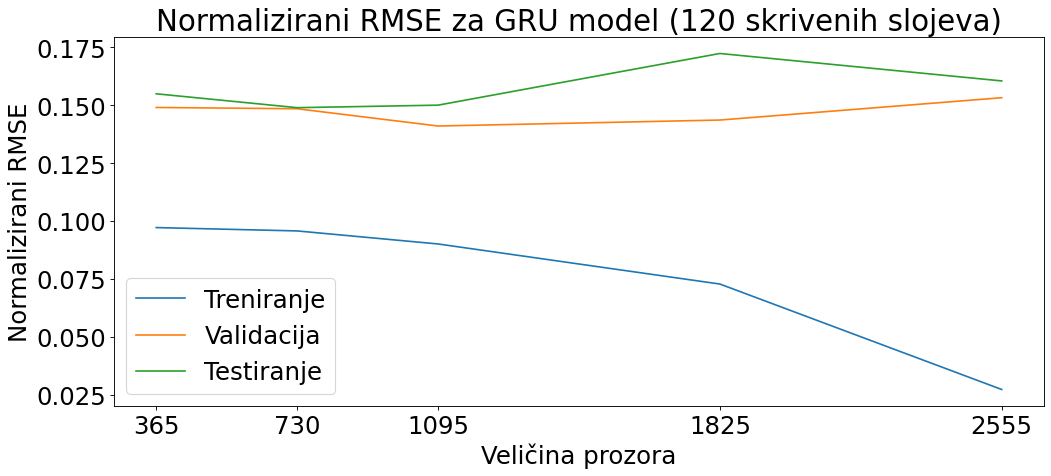 Normalizirani RMSE za GRU model (120 skrivenih slojeva)
Normalizirani RMSE
0.175
0.150
0.125
0.100
0.075
0.050
0.025
Treniranje
Validacija
Testiranje
365 730 1095 1825 2555
Veličina prozora